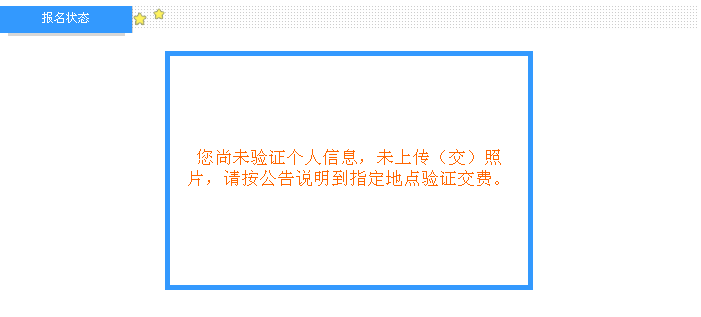 报名状态
您尚未验证个人信息，未上传（交）照
片，请按公告说明到指定地点验证交费。